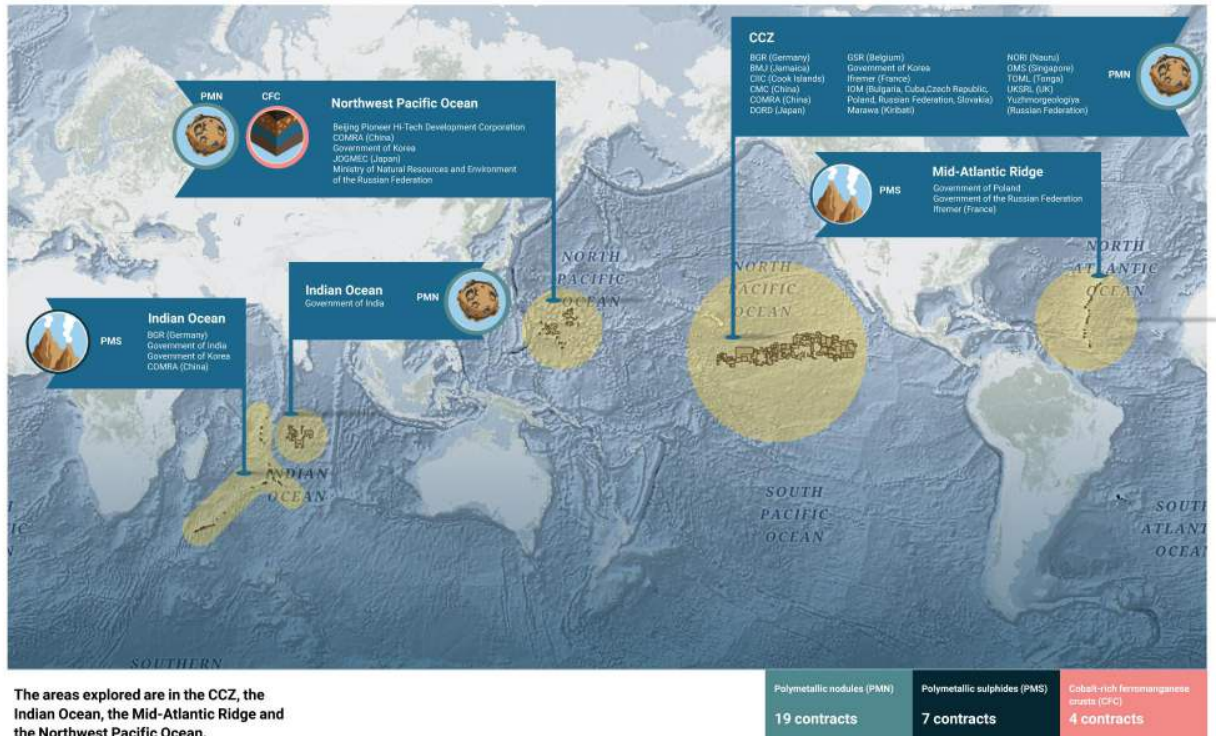 CCZ
BGR (Germany)
BMJ (Jamaica)
CIIC (Cook Islands)
CMC (China)
COMRA (China)
DORD (Japan)
GSR (Belgium)
Government of Korea
Ifremer (France)
IOM (Bulgaria, Cuba,Czech Republic,
Poland, Russian Federation, Slovakia)
Marawa (Kiribati)
NORI (Nauru)
OMS (Singapore)
TOML (Tonga)
UKSRL (UK)
Yuzhmorgeologiya
(Russian Federation)
PMN
PMN
CFC
Northwest Pacific Ocean
Beijing Pioneer Hi-Tech Development Corporation
COMRA (China)
Government of Korea
JOGMEC (Japan)
Ministry of Natural Resources and Environment
of the Russian Federation
PMS
Mid-Atlantic Ridge
Government of Poland
Government of the Russian Federation
Ifremer (France)
Indian Ocean
Government of India
PMN
PMS
Indian Ocean
BGR (Germany)
Government of India
Government of Korea
COMRA (China)
NORTH
PACIFIC
OCEAN
NORTH
PACIFIC
OCEAN
NORTH
ATLANTIC
OCEAN
INDIAN
OCEAN
SOUTH
PACIFIC
OCEAN
SOUTH
ATLANT
OCEA
SOUTHERN
The areas explored are in the CCZ, the
Indian Ocean, the Mid-Atlantic Ridge and
the Northwest Pacific Ocean.
Polymetallic nodules (PMN)
19 contracts
Polymetallic sulphides (PMS)
7 contracts
Cobalt-rich ferromanganese
crusts (CFC)
4 contracts